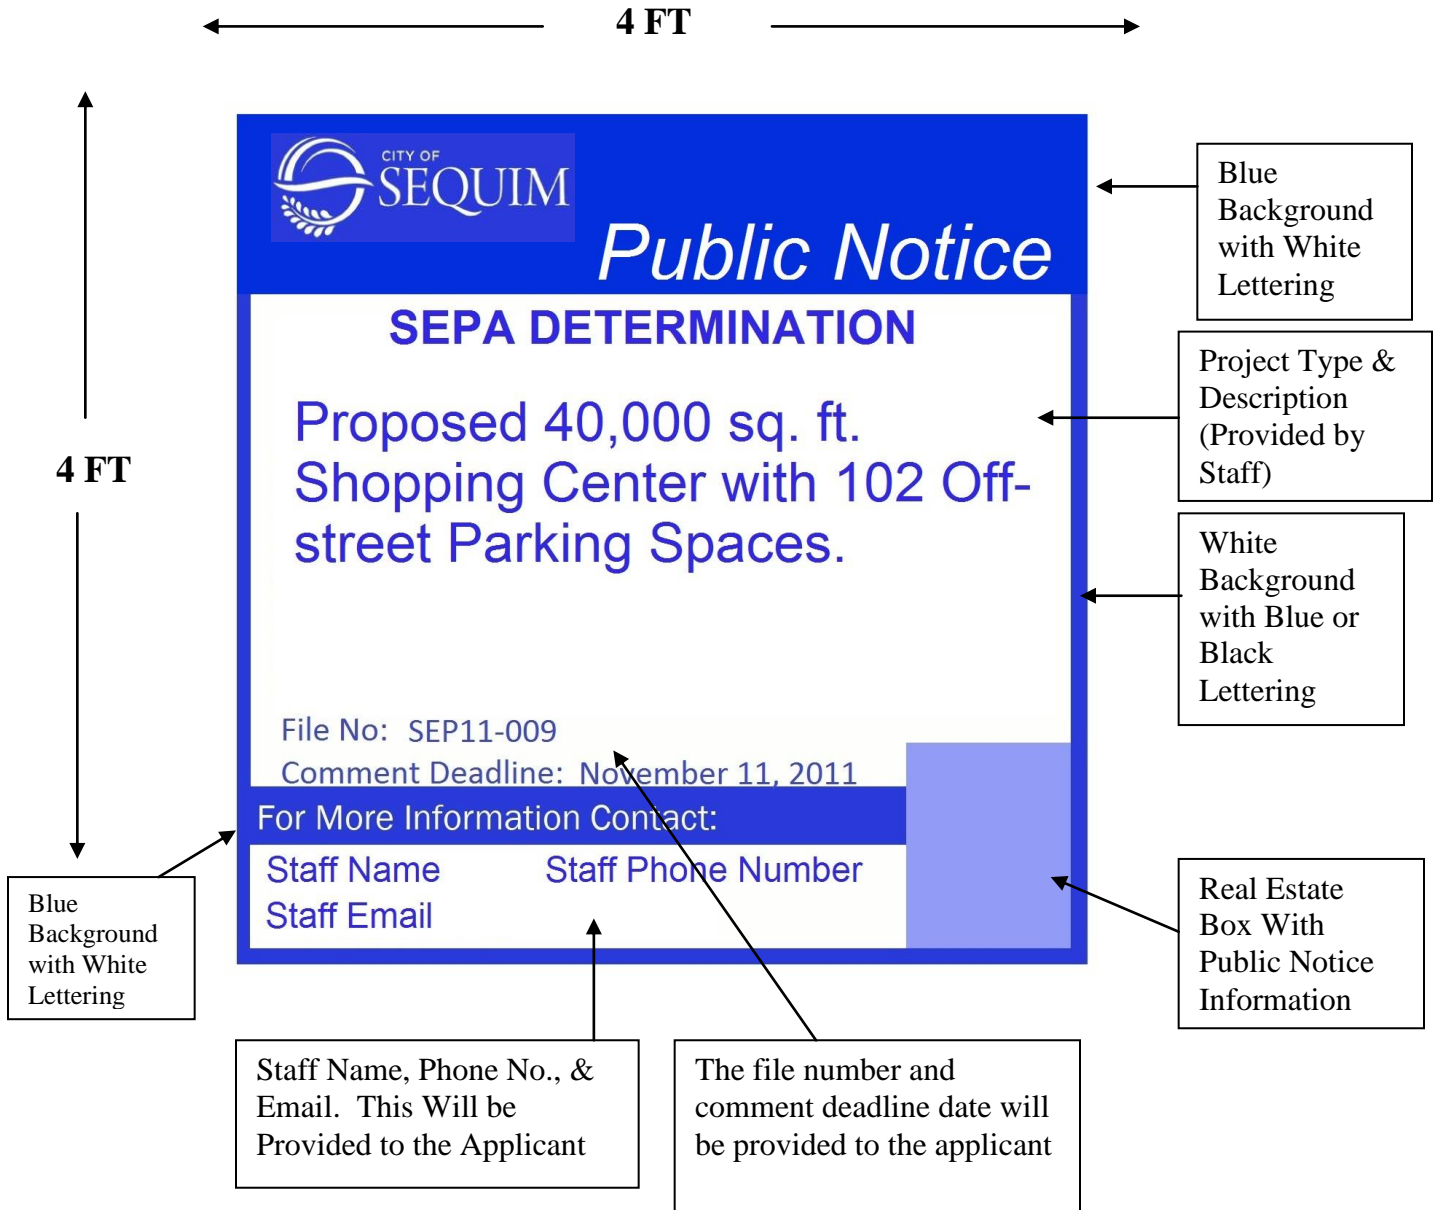 4 FT
4 FT
CITY OF
SEQUIM
Public Notice
SEPA DETERMINATION
Proposed 40,000 sq. ft.
Shopping Center with 102 Off-
street Parking Spaces.
File No: SEP11-009
Comment Deadline: November 11, 2011
For More Information Contact:
Staff Name Staff Phone Number
Staff Email
Blue
Background
with White
Lettering
Project Type &
Description
(Provided by
Staff)
White
Background
with Blue or
Black
Lettering
Real Estate
Box With
Public Notice
Information
Blue
Background
with White
Lettering
Staff Name, Phone No., &
Email. This Will be
Provided to the Applicant
The file number and
comment deadline date will
be provided to the applicant